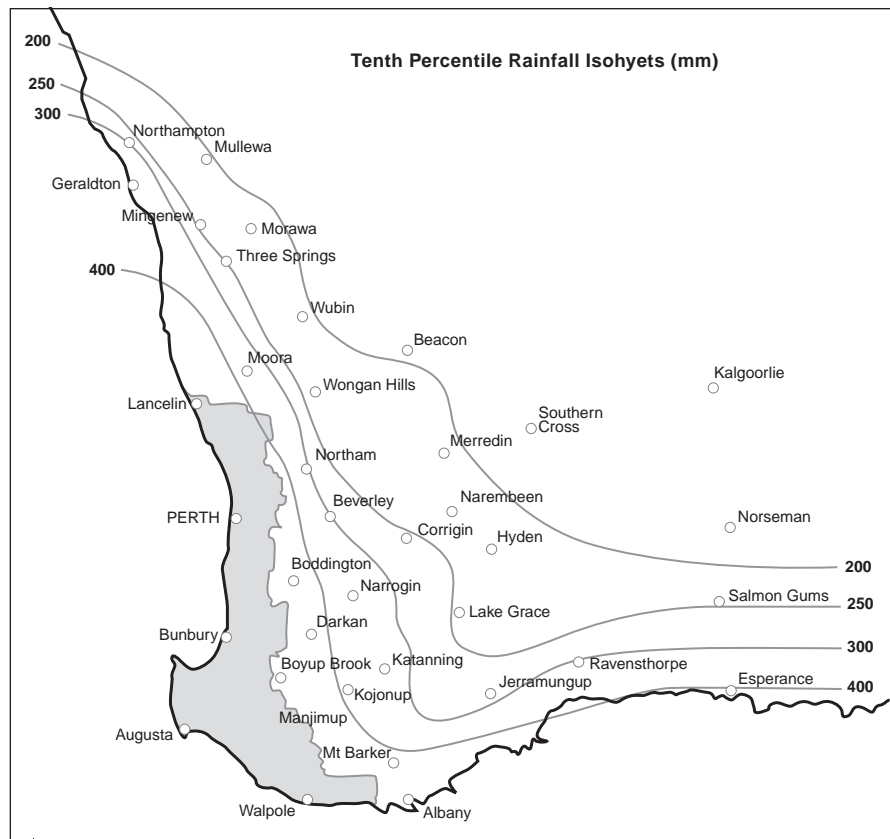 Tenth Percentile Rainfall Isohyets (mm)
200
250
300
Northampton
Mullewa
Geraldton
Mingenew
Morawa
Three Springs
400
Wubin
Beacon
Moora
Kalgoorlie
Wongan Hills
Lancelin
Southern
Cross
Merredin
Northam
Beverley
Narembeen
PERTH
Corrigin
Norseman
Hyden
200
Boddington
Narrogin
Salmon Gums
250
Lake Grace
Darkan
Bunbury
300
Boyup Brook
Katanning
Ravensthorpe
Jerramungup
Esperance
400
Kojonup
Manjimup
Augusta
Mt Barker
Walpole
Albany